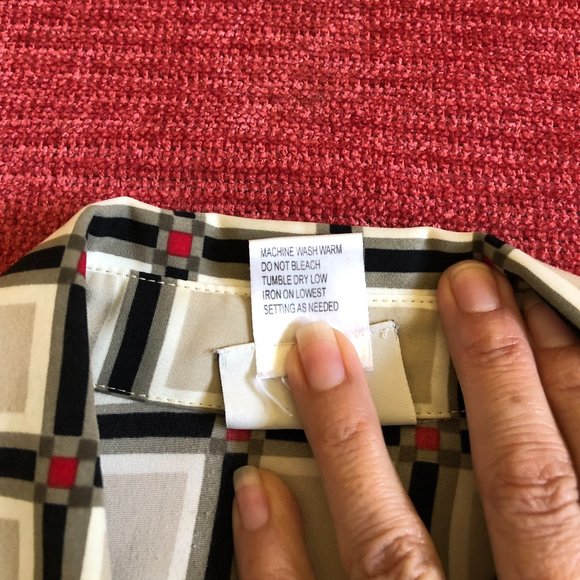 MACHINE WASH WARM
DO NOT BLEACH
TUMBLE DRY LOW
IRON ON LOWEST
SETTING AS NEEDED